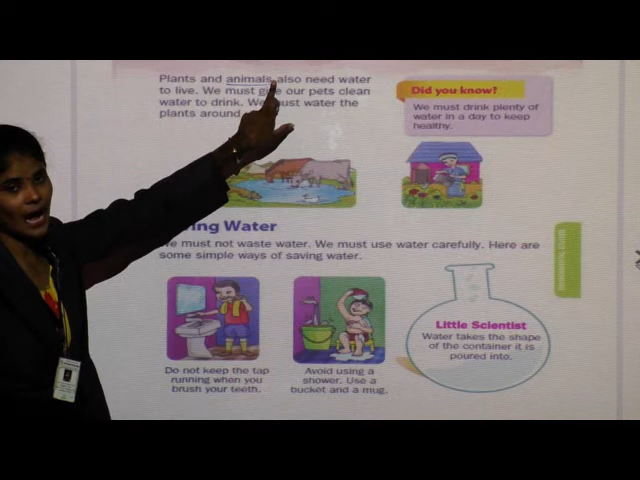 Plants and animals also need water
to live. We must give our pets clean
water to drink. We must water the
plants around
Did you know?
We must drink plenty of
water in a day to keep
healthy.
ing Water
We must not waste water. We must use water carefully. Here are
some simple ways of saving water.
Do not keep the tap
running when you
brush your teeth.
Avoid using a
shower. Use a
bucket and a mug.
Little Scientist
Water takes the shape
of the container it is
poured into.